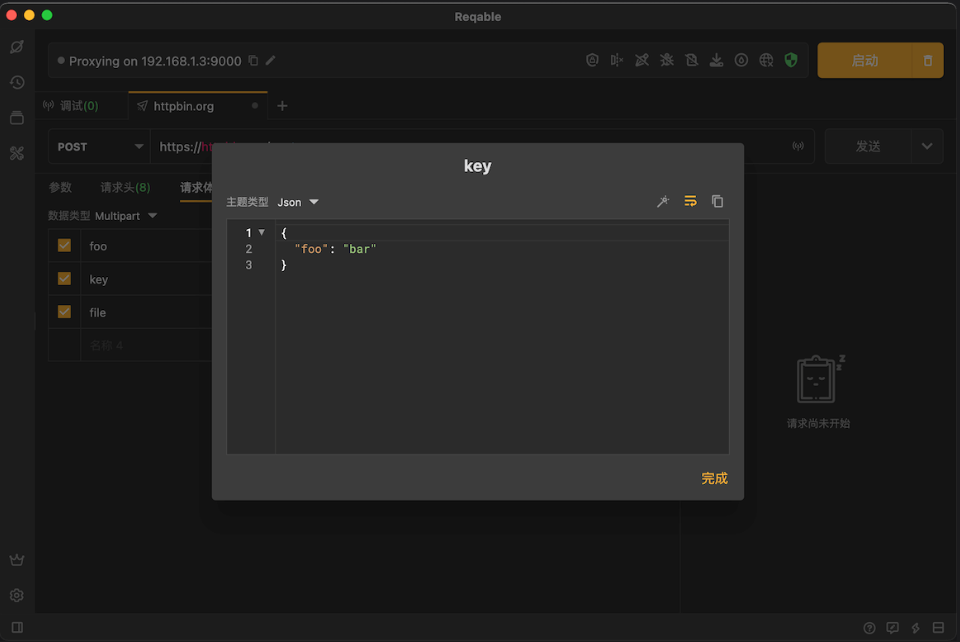 Reqable
Proxying on 192.168.1.3:9000
启动
调试(0)
httpbin.org
POST
https://
发送
key
参数
请求头(8)
请求体
主题类型 Json
数据类型 Multipart
1 {
2 "foo": "bar"
3 }
foo
key
file
名称 4
请求尚未开始
完成